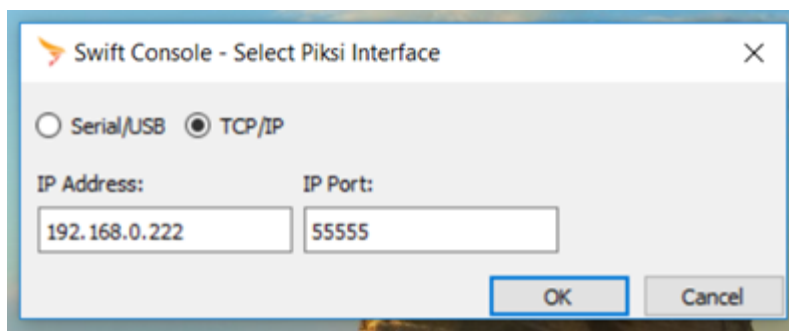 Swift Console - Select Piksi Interface
Serial/USB TCP/IP
IP Address: IP Port:
192.168.0.222 55555
OK Cancel